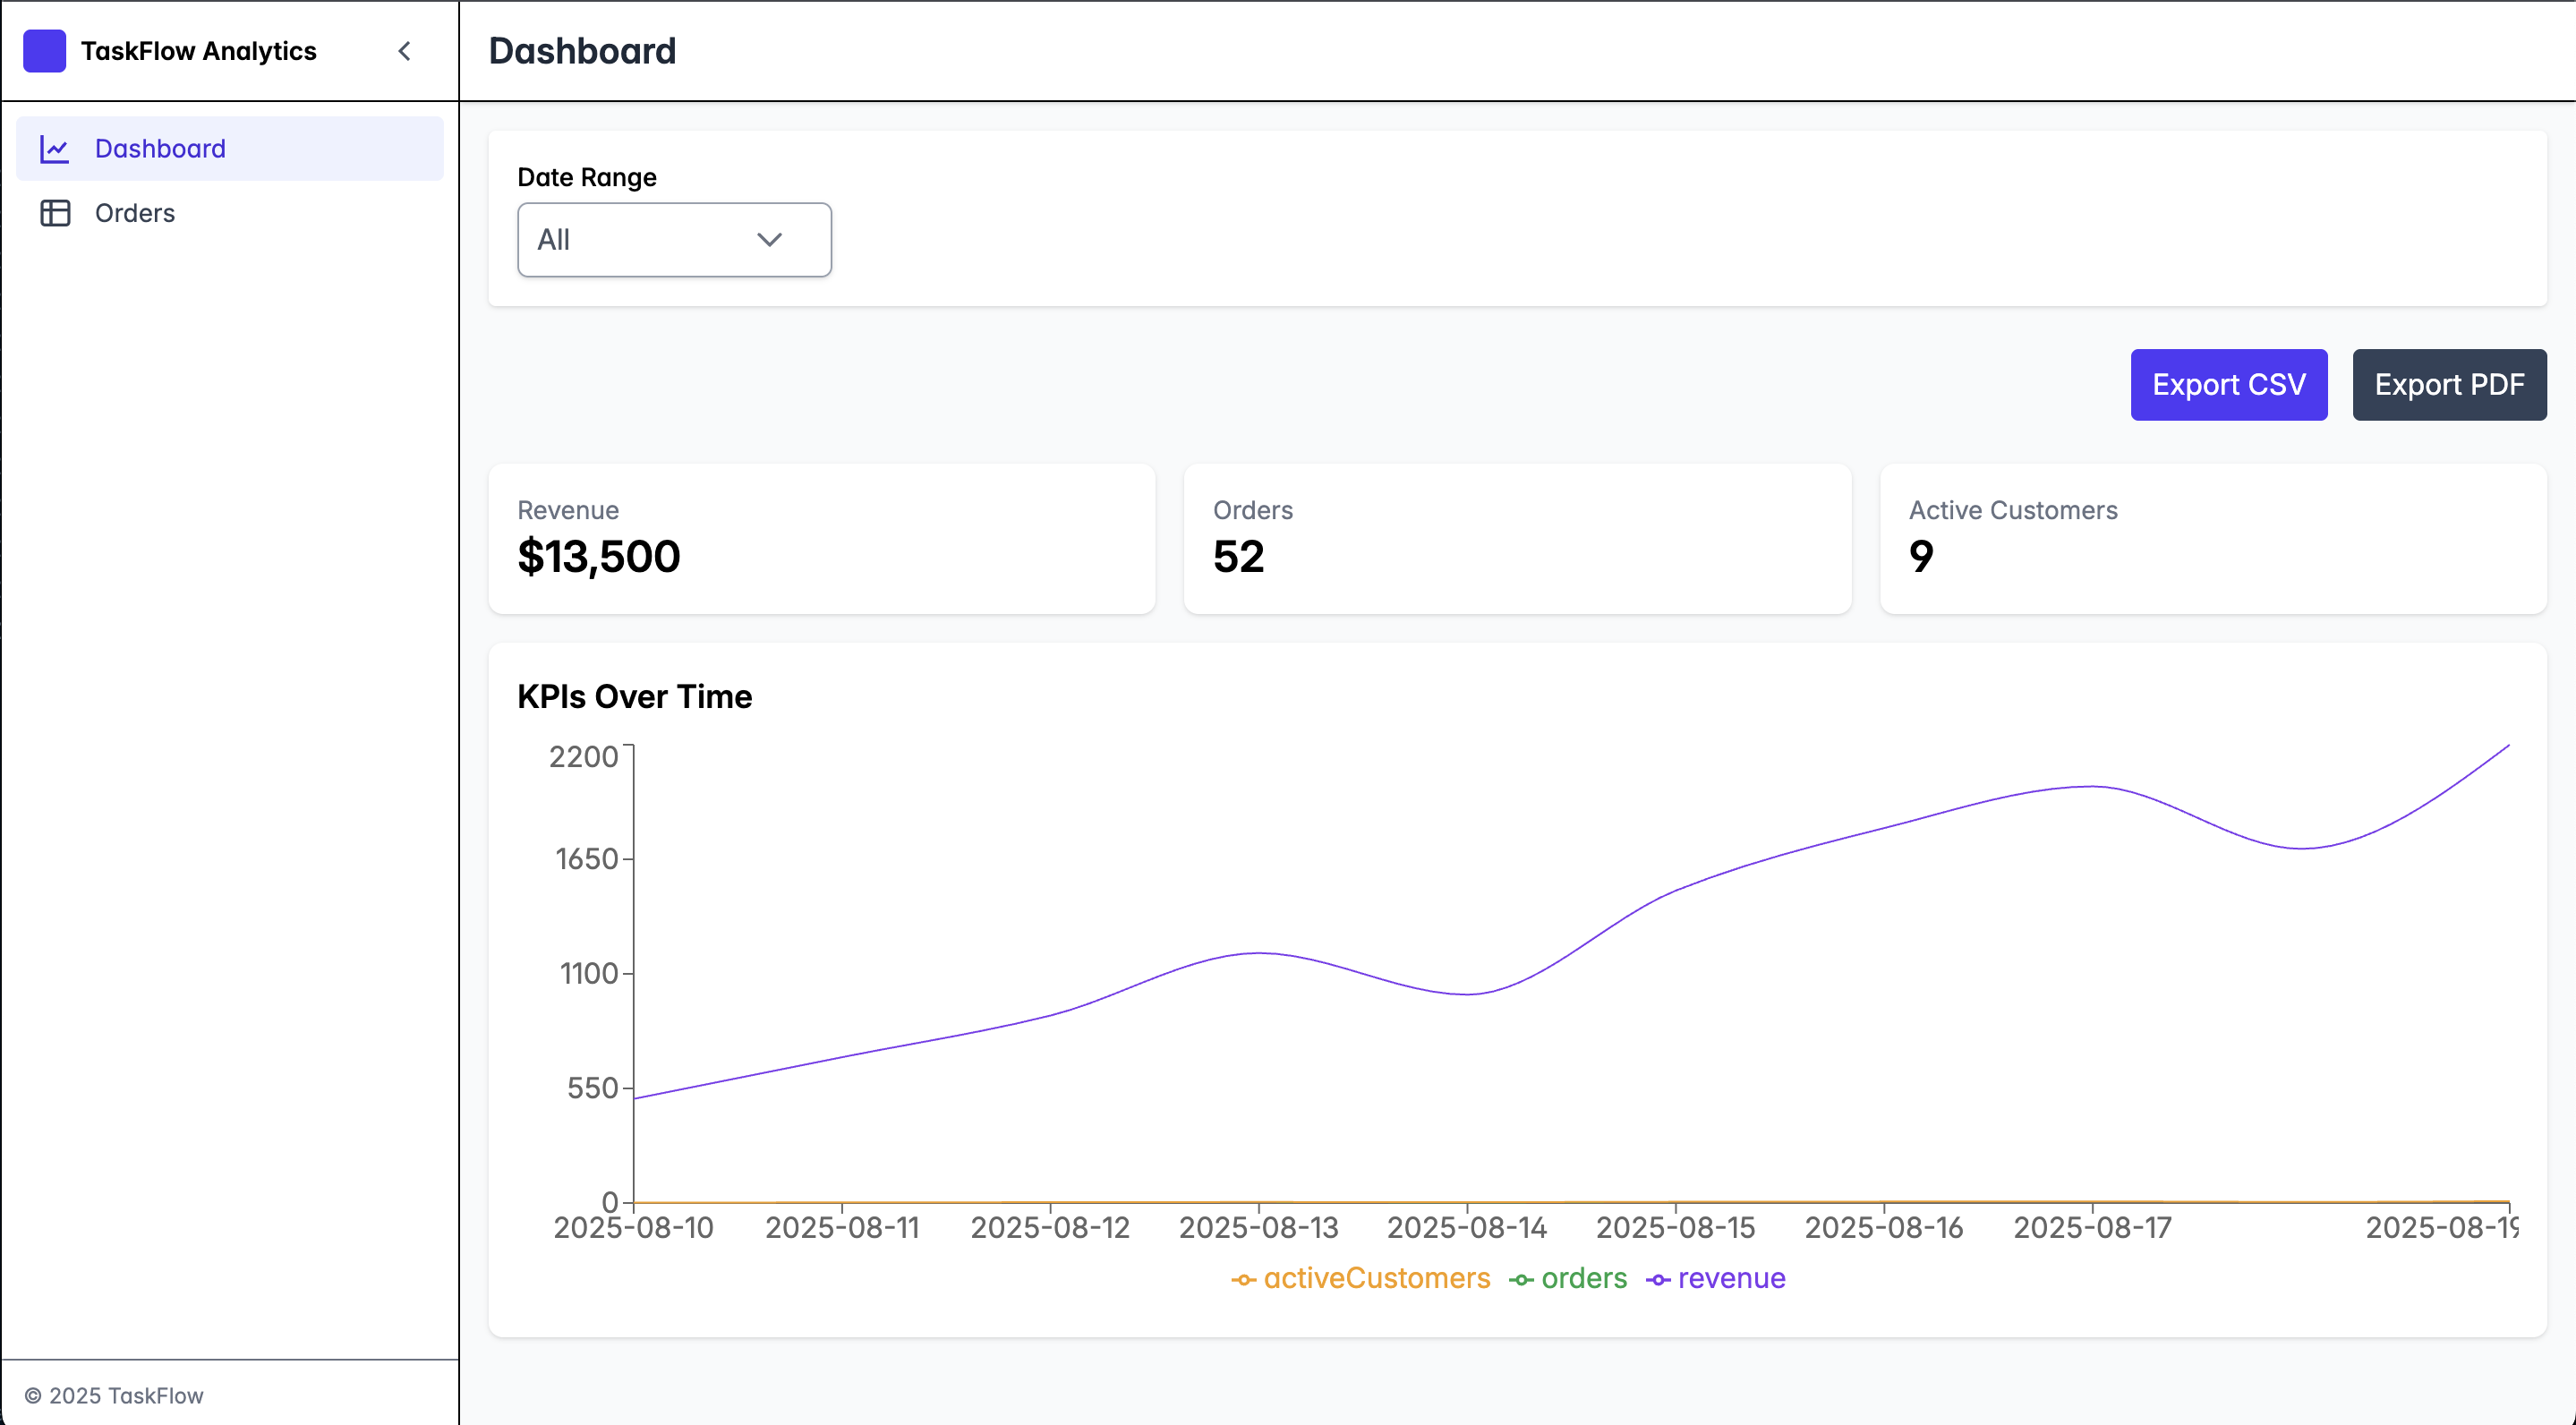 TaskFlow Analytics
Dashboard
Dashboard
Orders
Date Range
All
Export CSV
Export PDF
Revenue
$13,500
Orders
52
Active Customers
9
KPIs Over Time
2200
1650
1100
550
0
2025-08-10 2025-08-11 2025-08-12 2025-08-13 2025-08-14 2025-08-15 2025-08-16 2025-08-17 2025-08-19
activeCustomers orders revenue
© 2025 TaskFlow